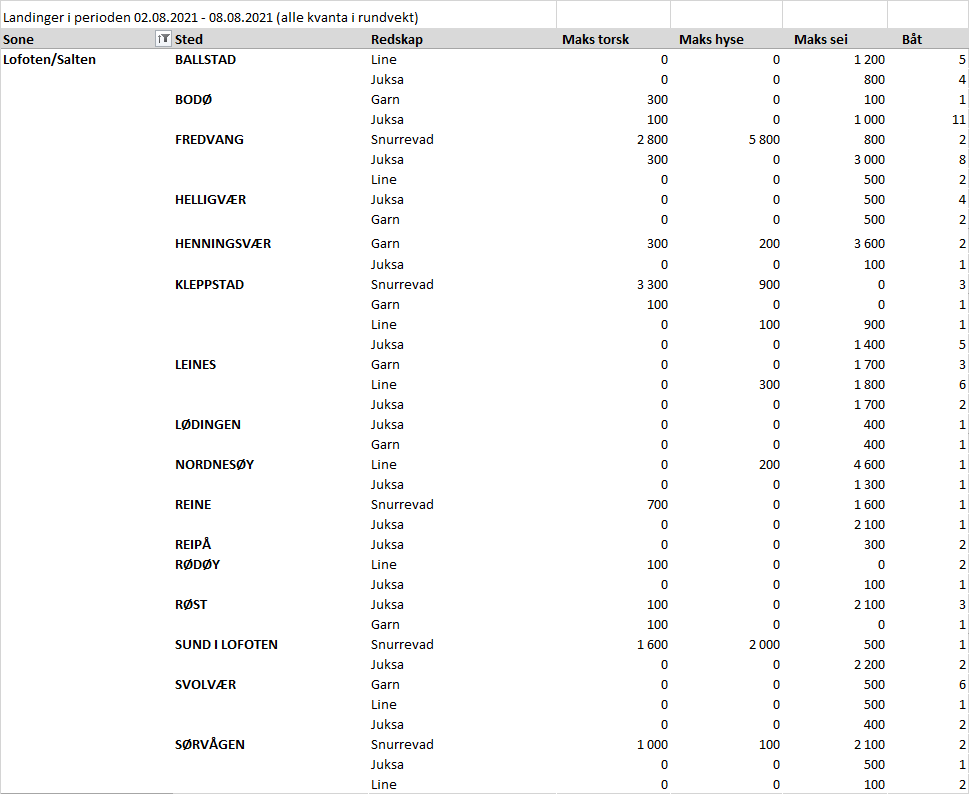 Landinger i perioden 02.08.2021 - 08.08.2021 (alle kvanta i rundvekt)
Sone Sted Redskap Maks torsk Maks hyse Maks sei Båt
Lofoten/Salten BALLSTAD Line 0 0 1 200 5
Juksa 0 0 800 4
BODØ Garn 300 0 100 1
Juksa 100 0 1 000 11
FREDVANG Snurrevad 2 800 5 800 800 2
Juksa 300 0 3 000 8
Line 0 0 500 2
HELLIGVÆR Juksa 0 0 500 4
Garn 0 0 500 2
HENNINGSVÆR Garn 300 200 3 600 2
Juksa 0 0 100 1
KLEPPSTAD Snurrevad 3 300 900 0 3
Garn 100 0 0 1
Line 0 100 900 1
Juksa 0 0 1 400 5
LEINES Garn 0 0 1 700 3
Line 0 300 1 800 6
Juksa 0 0 1 700 2
LØDINGEN Juksa 0 0 400 1
Garn 0 0 400 1
NORDNESØY Line 0 200 4 600 1
Juksa 0 0 1 300 1
REINE Snurrevad 700 0 1 600 1
Juksa 0 0 2 100 1
REIPÅ Juksa 0 0 300 2
RØDØY Line 100 0 0 2
Juksa 0 0 100 1
RØST Juksa 100 0 2 100 3
Garn 100 0 0 1
SUND I LOFOTEN Snurrevad 1 600 2 000 500 1
Juksa 0 0 2 200 2
SVOLVÆR Garn 0 0 500 6
Line 0 0 500 1
Juksa 0 0 400 2
SØRVÅGEN Snurrevad 1 000 100 2 100 2
Juksa 0 0 500 1
Line 0 0 100 2